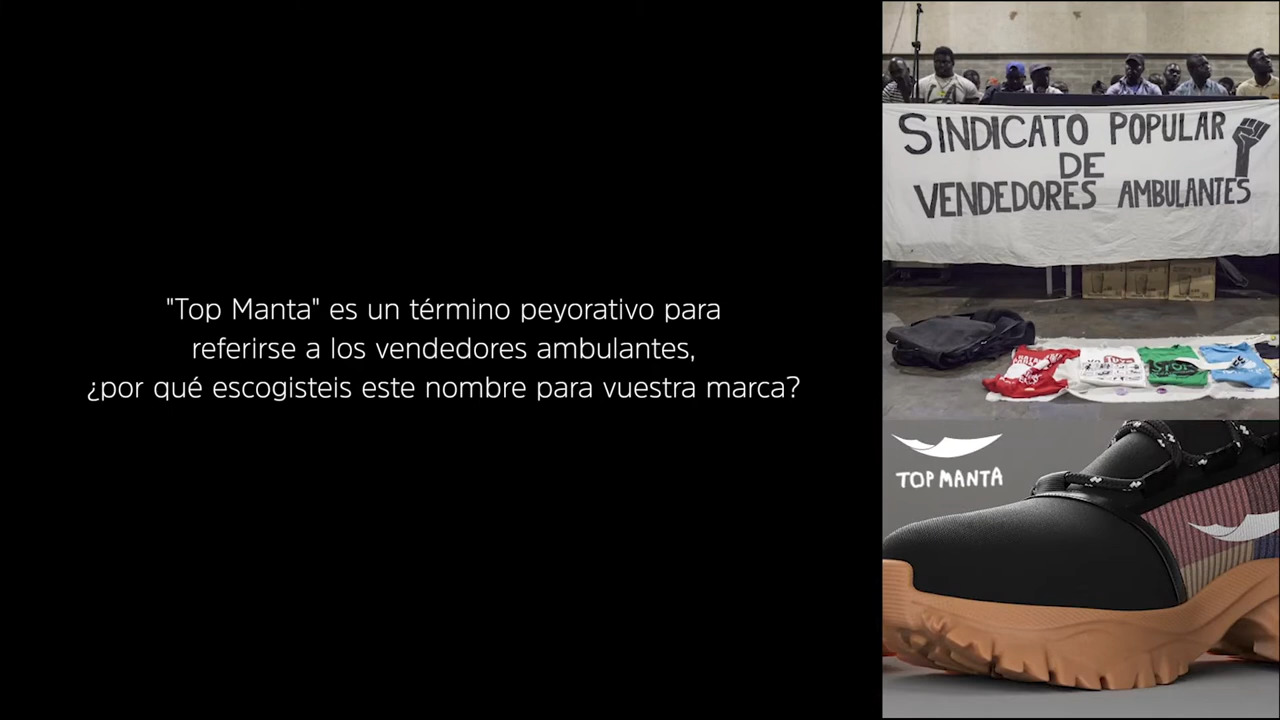 "Top Manta" es un término peyorativo para
referirse a los vendedores ambulantes,
¿por qué escogisteis este nombre para vuestra marca?
SINDICATO POPULAR
DE
VENDEDORES AMBULANTES
TOP MANTA